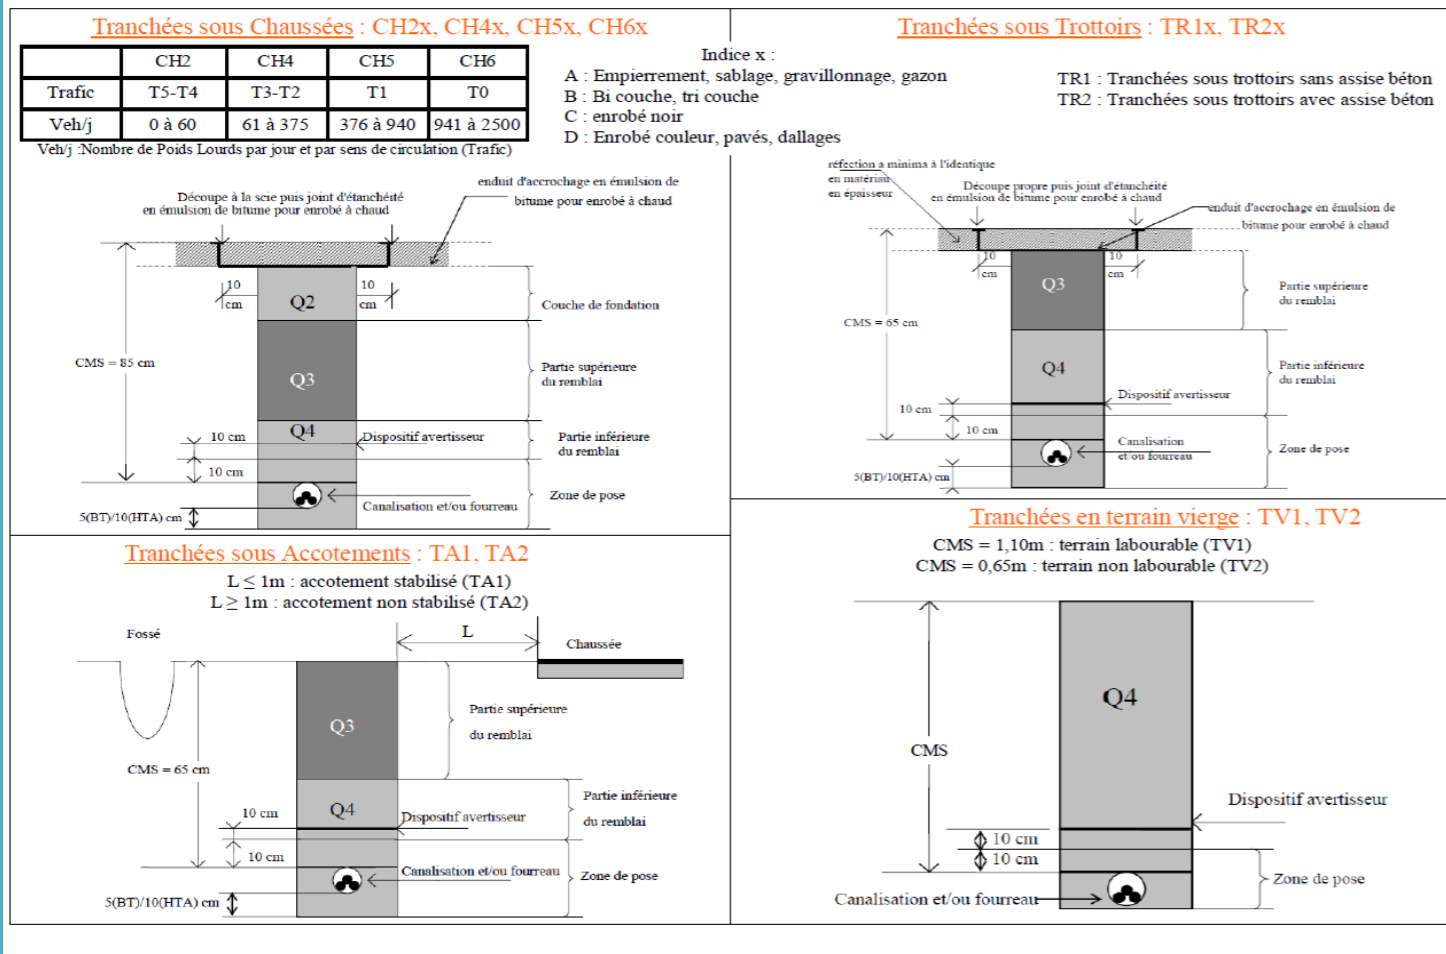 Tranchées sous Chaussées : CH2x, CH4x, CH5x, CH6x
CH2 CH4 CH5 CH6
Trafic T5-T4 T3-T2 T1 T0
Veh/j 0 à 60 61 à 375 376 à 940 941 à 2500
Veh/j :Nombre de Poids Lourds par jour et par sens de circulation (Trafic)
Indice x :
A : Empierrement, sablage, gravillonnage, gazon
B : Bi couche, tri couche
C : enrobé noir
D : Enrobé couleur, pavés, dallages
Découpe à la scie puis joint d'étanchéité
en émulsion de bitume pour enrobé à chaud
enduit d'accrochage en émulsion de
bitume pour enrobé à chaud
10
cm
10
cm
Q2
Couche de fondation
CMS = 85 cm
Q3
Partie supérieure
du remblai
Q4
10 cm
Dispositif avertisseur
Partie inférieure
du remblai
10 cm
Zone de pose
Canalisation et/ou fourreau
5(BT)/10(HTA) cm
Tranchées sous Trottoirs : TR1x, TR2x
TR1 : Tranchées sous trottoirs sans assise béton
TR2 : Tranchées sous trottoirs avec assise béton
réfection a minima à l'identique
en matériau
en épaisseur
Découpe propre puis joint d'étanchéité
en émulsion de bitume pour enrobé à chaud
enduit d'accrochage en émulsion de
bitume pour enrobé à chaud
10
cm
10
cm
Q3
Partie supérieure
du remblai
CMS = 65 cm
Q4
Partie inférieure
du remblai
Dispositif avertisseur
10 cm
10 cm
Canalisation
et/ou fourreau
Zone de pose
5(BT)/10(HTA) cm
Tranchées sous Accotements : TA1, TA2
L ≤ 1m : accotement stabilisé (TA1)
L ≥ 1m : accotement non stabilisé (TA2)
Fossé
L
Chaussée
Q3
Partie supérieure
du remblai
CMS = 65 cm
Q4
Partie inférieure
du remblai
10 cm
Dispositif avertisseur
10 cm
Canalisation et/ou fourreau
Zone de pose
5(BT)/10(HTA) cm
Tranchées en terrain vierge : TV1, TV2
CMS = 1,10m : terrain labourable (TV1)
CMS = 0,65m : terrain non labourable (TV2)
Q4
CMS
Dispositif avertisseur
10 cm
10 cm
Zone de pose
Canalisation et/ou fourreau